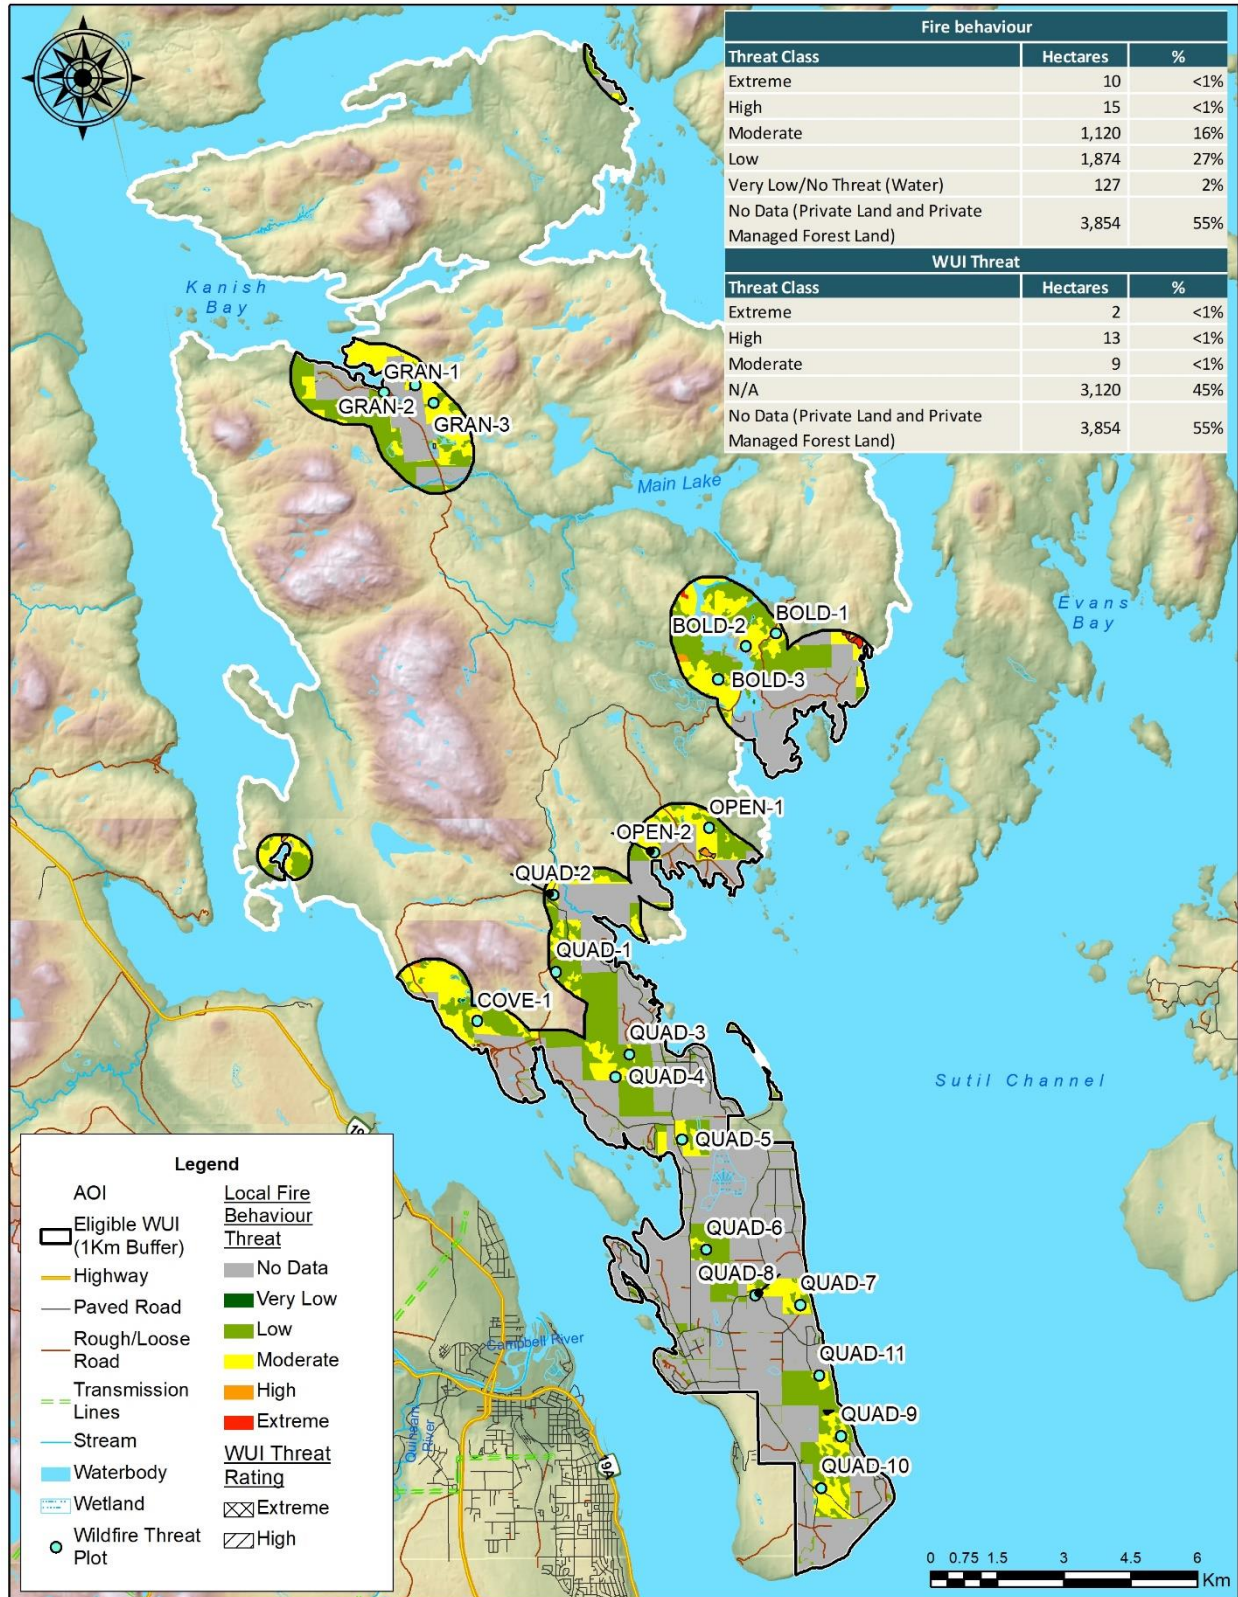 Fire behaviour
Threat Class Hectares %
Extreme 10 <1%
High 15 <1%
Moderate 1,120 16%
Low 1,874 27%
Very Low/No Threat (Water) 127 2%
No Data (Private Land and Private
Managed Forest Land) 3,854 55%
WUI Threat
Threat Class Hectares %
Extreme 2 <1%
High 13 <1%
Moderate 9 <1%
N/A 3,120 45%
No Data (Private Land and Private
Managed Forest Land) 3,854 55%
Kanish
Bay
GRAN-1
GRAN-2
GRAN-3
Main Lake
Evans
Bay
BOLD-1
BOLD-2
BOLD-3
OPEN-1
OPEN-2
QUAD-2
QUAD-1
COVE-1
QUAD-3
QUAD-4
Sutil Channel
QUAD-5
QUAD-6
QUAD-8
QUAD-7
QUAD-11
QUAD-9
QUAD-10
19
Campbell River
Quinsam
River
19A
Legend
AOI
Eligible WUI
(1Km Buffer)
Highway
Paved Road
Rough/Loose
Road
Transmission
Lines
Stream
Waterbody
Wetland
Wildfire Threat
Plot
Local Fire
Behaviour
Threat
No Data
Very Low
Low
Moderate
High
Extreme
WUI Threat
Rating
Extreme
High
0 0.75 1.5 3 4.5 6
Km